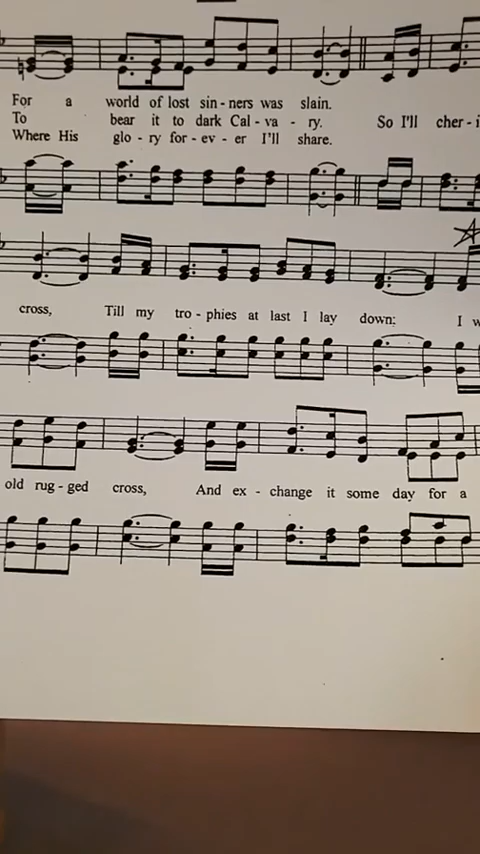 For a world of lost sin - ners was slain.
To bear it to dark Cal - va - ry. So I'll cher - i
Where His glo - ry for - ev - er I'll share.
cross, Till my tro - phies at last I lay down; I w
old rug - ged cross, And ex - change it some day for a